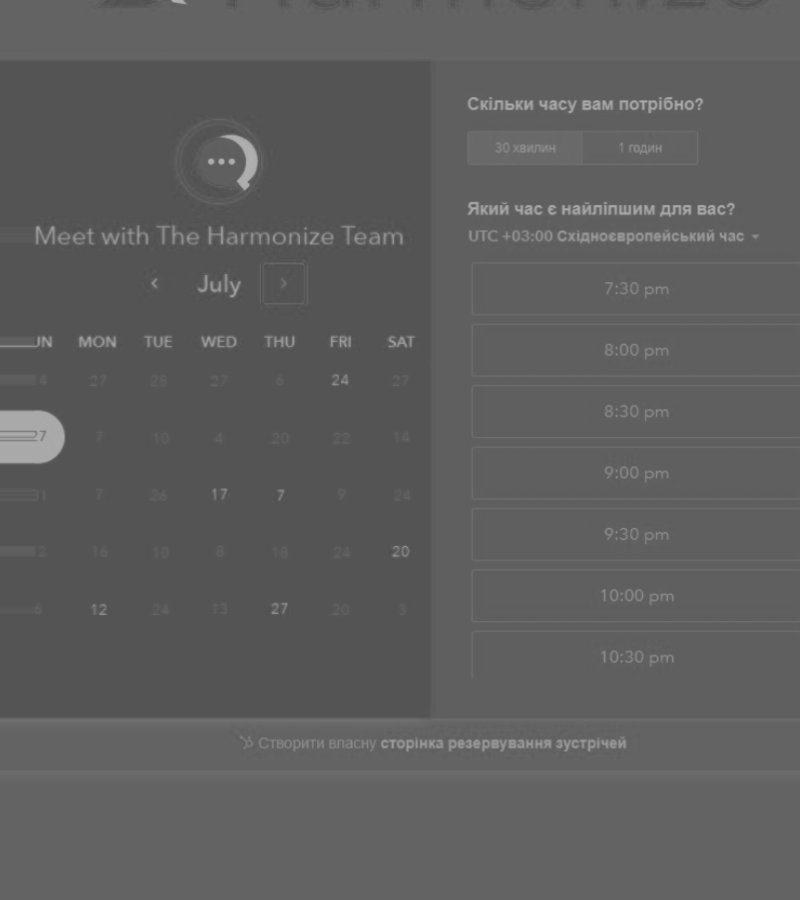 Meet with The Harmonize Team
July
MON TUE WED THU FRI SAT
4 27 28 27 6 24 27
27 7 10 4 20 22 14
7 26 17 7 9 24
2 16 10 8 18 24 20
6 12 24 13 27 20 3
Скільки часу вам потрібно?
30 хвилин 1 годин
Який час є найліпшим для вас?
UTC +03:00 Східноєвропейський час
7:30 pm
8:00 pm
8:30 pm
9:00 pm
9:30 pm
10:00 pm
10:30 pm
Створити власну сторінка резервування зустрічей